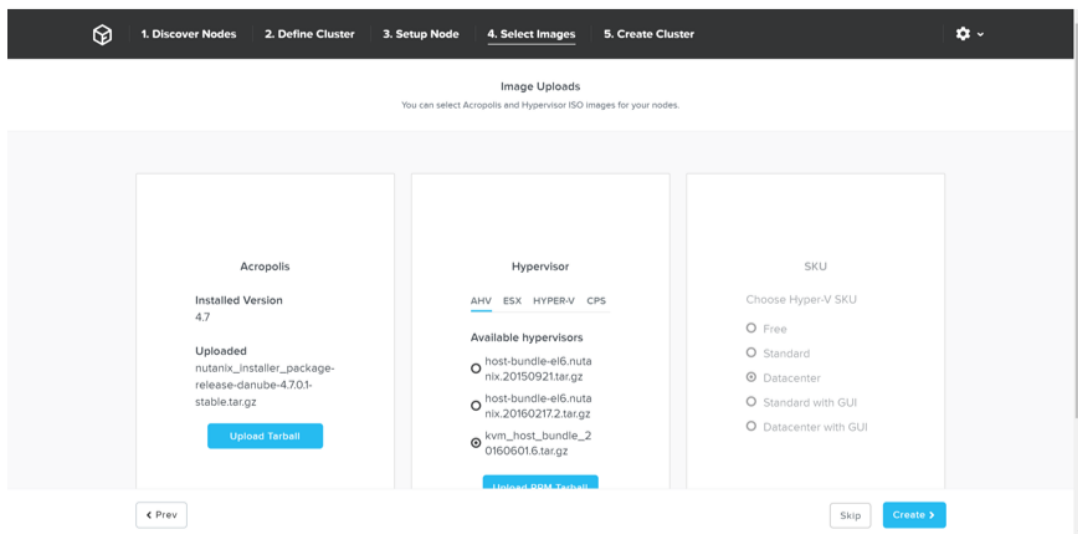 1. Discover Nodes 2. Define Cluster 3. Setup Node 4. Select Images 5. Create Cluster
Image Uploads
You can select Acropolis and Hypervisor ISO images for your nodes.
Acropolis
Installed Version
4.7
Uploaded
nutanix_installer_package-
release-danube-4.7.0.1-
stable.tar.gz
Upload Tarball
Hypervisor
AHV ESX HYPER-V CPS
Available hypervisors
host-bundle-el6.nuta
nix.20150921.tar.gz
host-bundle-el6.nuta
nix.20160217.2.tar.gz
kvm_host_bundle_2
0160601.6.tar.gz
Upload RPM Tarball
SKU
Choose Hyper-V SKU
Free
Standard
Datacenter
Standard with GUI
Datacenter with GUI
Prev
Skip
Create